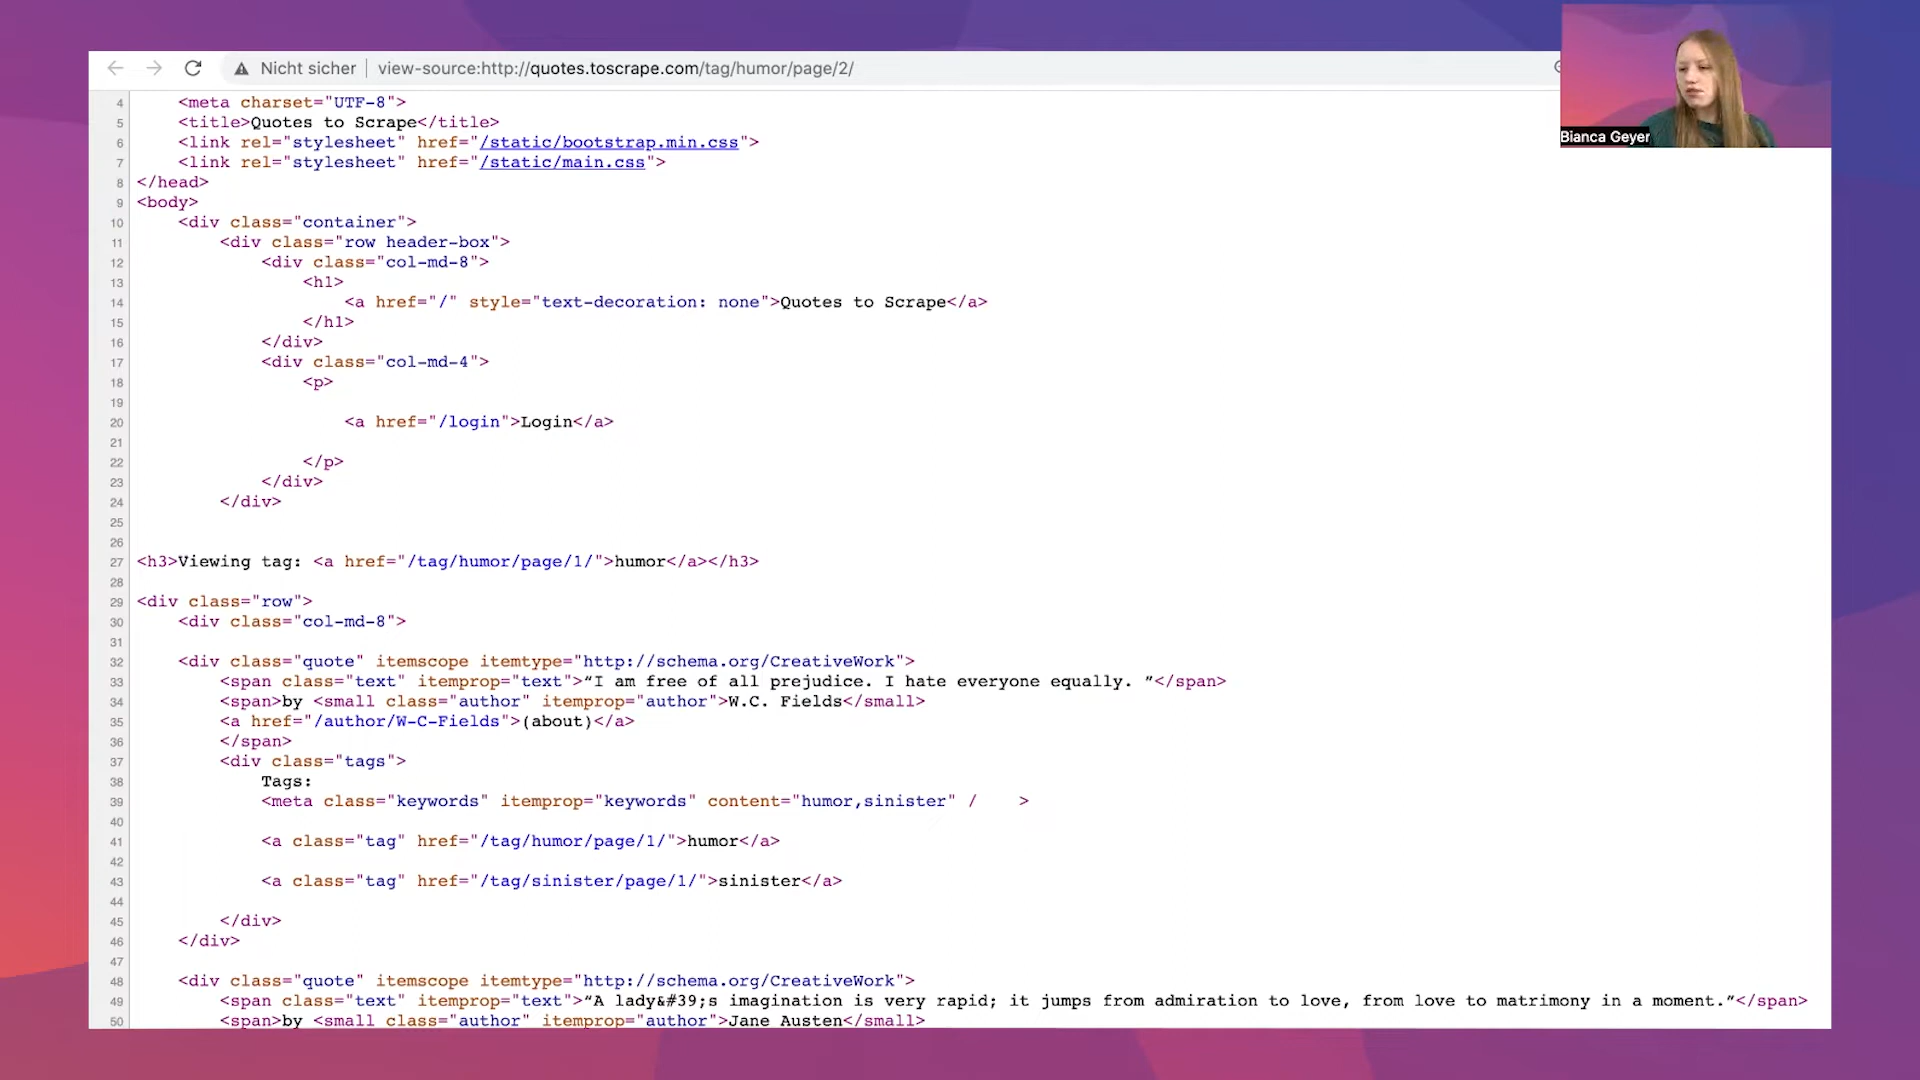 Nicht sicher | view-source:http://quotes.toscrape.com/tag/humor/page/2/
Bianca Geyer
4 <meta charset="UTF-8">
5 <title>Quotes to Scrape</title>
6 <link rel="stylesheet" href="/static/bootstrap.min.css">
7 <link rel="stylesheet" href="/static/main.css">
8 </head>
9 <body>
10 <div class="container">
11 <div class="row header-box">
12 <div class="col-md-8">
13 <h1>
14 <a href="/" style="text-decoration: none">Quotes to Scrape</a>
15 </h1>
16 </div>
17 <div class="col-md-4">
18 <p>
19
20 <a href="/login">Login</a>
21
22 </p>
23 </div>
24 </div>
25
26
27 <h3>Viewing tag: <a href="/tag/humor/page/1/">humor</a></h3>
28
29 <div class="row">
30 <div class="col-md-8">
31
32 <div class="quote" itemscope itemtype="http://schema.org/CreativeWork">
33 <span class="text" itemprop="text">“I am free of all prejudice. I hate everyone equally. ”</span>
34 <span>by <small class="author" itemprop="author">W.C. Fields</small>
35 <a href="/author/W-C-Fields">(about)</a>
36 </span>
37 <div class="tags">
38 Tags:
39 <meta class="keywords" itemprop="keywords" content="humor,sinister" / >
40
41 <a class="tag" href="/tag/humor/page/1/">humor</a>
42
43 <a class="tag" href="/tag/sinister/page/1/">sinister</a>
44
45 </div>
46 </div>
47
48 <div class="quote" itemscope itemtype="http://schema.org/CreativeWork">
49 <span class="text" itemprop="text">“A lady&#39;s imagination is very rapid; it jumps from admiration to love, from love to matrimony in a moment.”</span>
50 <span>by <small class="author" itemprop="author">Jane Austen</small>